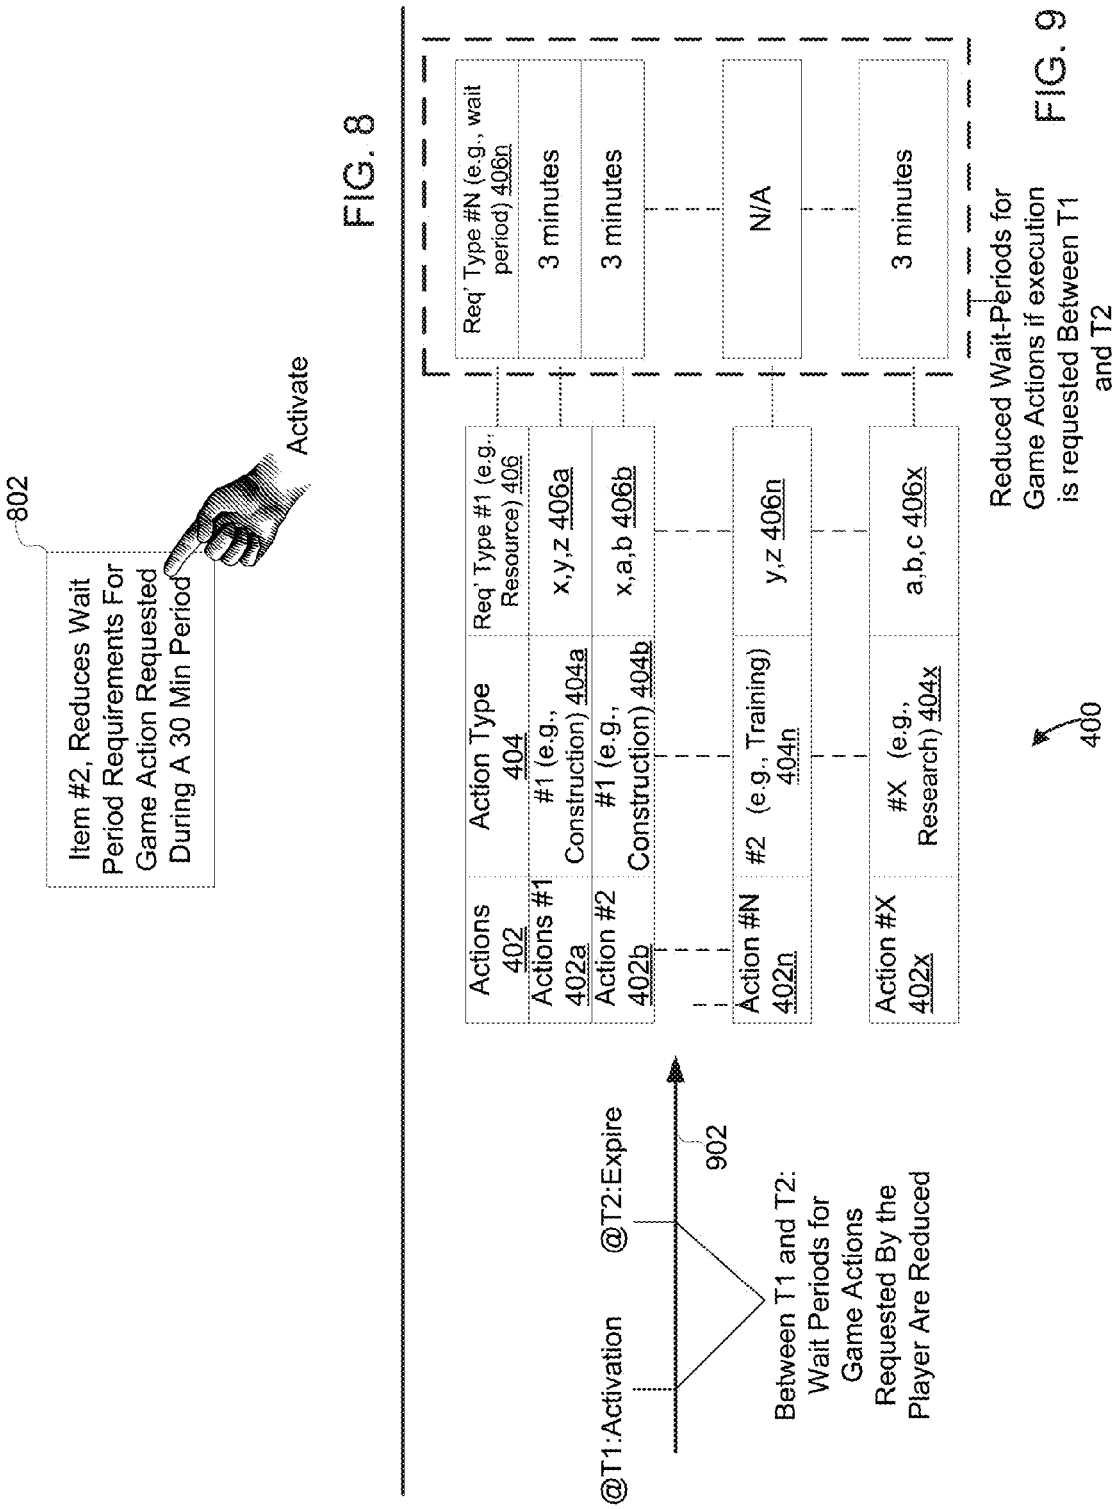 802
Item #2, Reduces Wait
Period Requirements For
Game Action Requested
During A 30 Min Period
Activate
FIG. 8
@T1:Activation
@T2:Expire
902
Between T1 and T2:
Wait Periods for
Game Actions
Requested By the
Player Are Reduced
Actions
402
Action Type
404
Req' Type #1 (e.g.,
Resource) 406
Req' Type #N (e.g., wait
period) 406n
Actions #1
402a
#1 (e.g.,
Construction) 404a
x,y,z 406a
3 minutes
Action #2
402b
#1 (e.g.,
Construction) 404b
x,a,b 406b
3 minutes
Action #N
402n
#2 (e.g., Training)
404n
y,z 406n
N/A
Action #X
402x
#X (e.g.,
Research) 404x
a,b,c 406x
3 minutes
400
Reduced Wait-Periods for
Game Actions if execution
is requested Between T1
and T2
FIG. 9